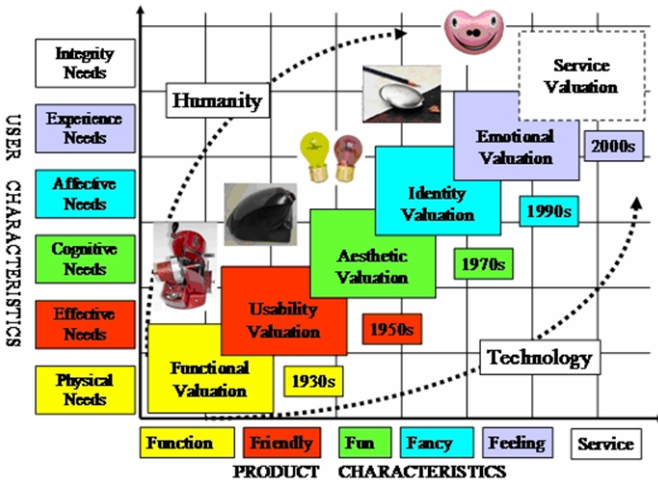 Integrity
Needs
Service
Valuation
Humanity
Experience
Needs
Emotional
Valuation
2000s
Affective
Needs
Identity
Valuation
1990s
Cognitive
Needs
Aesthetic
Valuation
1970s
Effective
Needs
Usability
Valuation
1950s
Technology
Physical
Needs
Functional
Valuation
1930s
USER CHARACTERISTICS
Function
Friendly
Fun
Fancy
Feeling
Service
PRODUCT CHARACTERISTICS